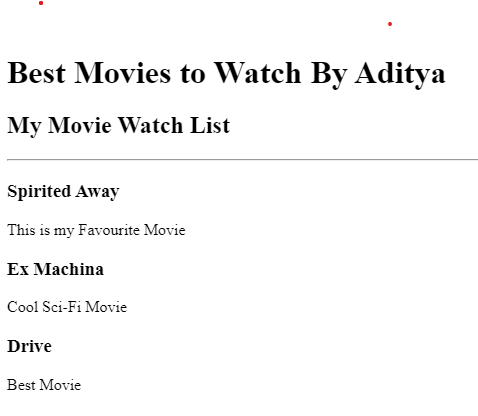 Best Movies to Watch By Aditya
My Movie Watch List
Spirited Away
This is my Favourite Movie
Ex Machina
Cool Sci-Fi Movie
Drive
Best Movie